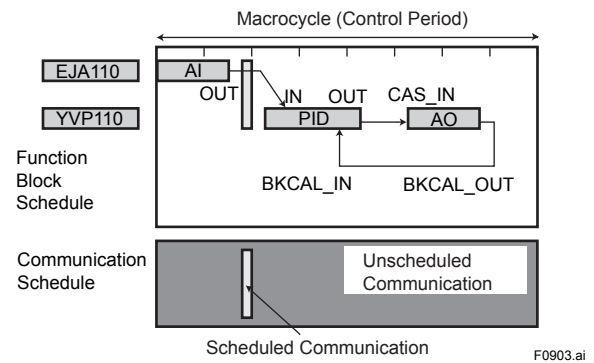 Macrocycle (Control Period)
EJA110
AI
OUT
IN
OUT
CAS_IN
YVP110
PID
AO
Function
Block
Schedule
BKCAL_IN
BKCAL_OUT
Communication
Schedule
Unscheduled
Communication
Scheduled Communication
F0903.ai